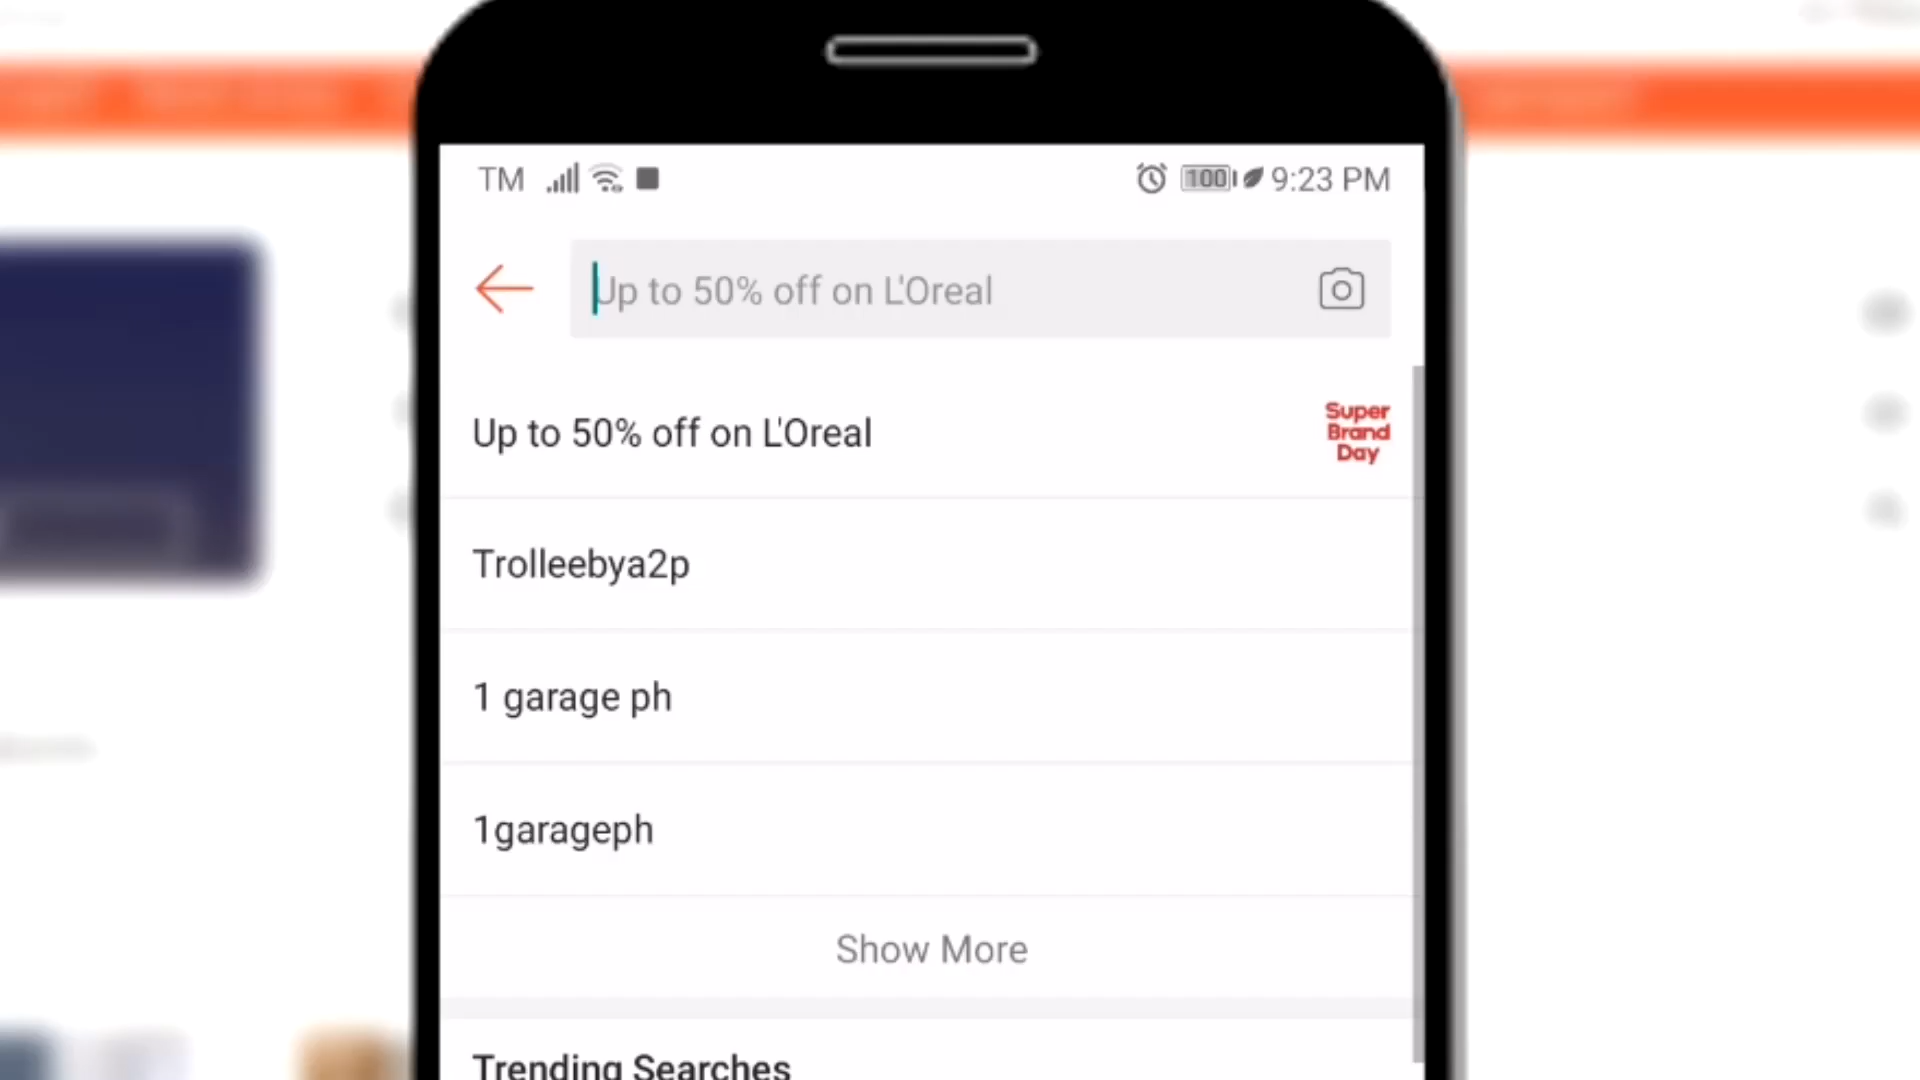 TM 100 9:23 PM
Up to 50% off on L'Oreal
Up to 50% off on L'Oreal
Super
Brand
Day
Trolleebya2p
1 garage ph
1garageph
Show More
Trending Searches